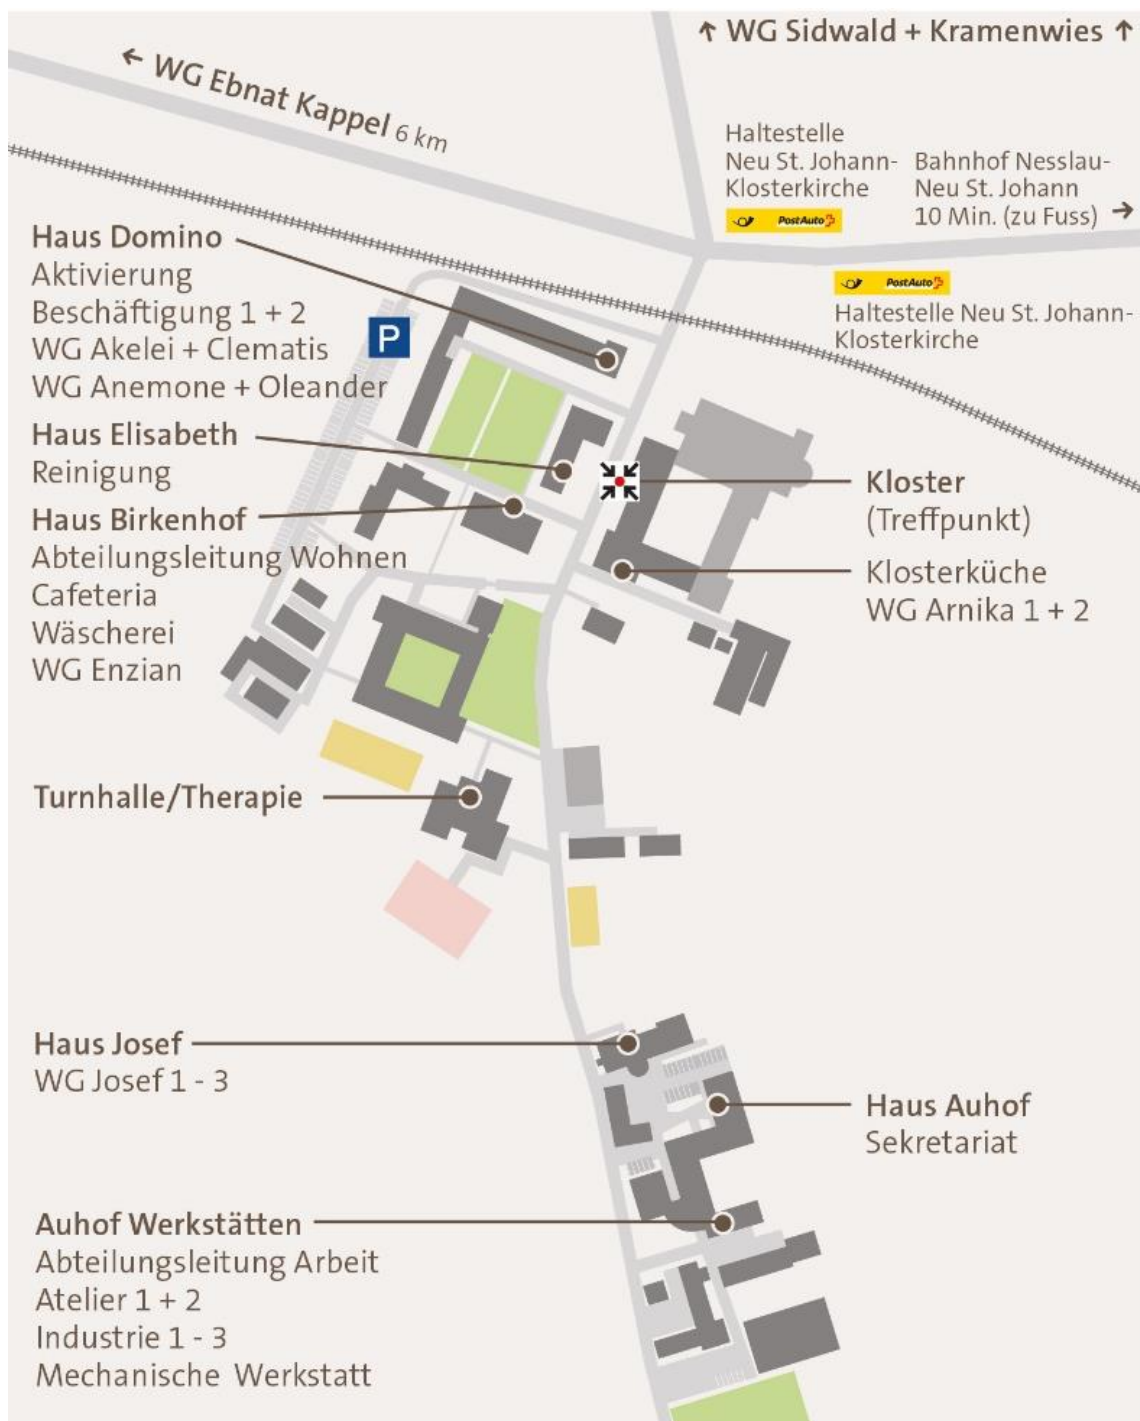 ↑ WG Sidwald + Kramenwies ↑
← WG Ebnat Kappel 6 km
Haltestelle
Neu St. Johann-
Klosterkirche
PostAuto
Bahnhof Nesslau-
Neu St. Johann
10 Min. (zu Fuss) →
PostAuto
Haltestelle Neu St. Johann-
Klosterkirche
Haus Domino
Aktivierung
Beschäftigung 1 + 2
WG Akelei + Clematis
WG Anemone + Oleander
P
Haus Elisabeth
Reinigung
Haus Birkenhof
Abteilungsleitung Wohnen
Cafeteria
Wäscherei
WG Enzian
Kloster
(Treffpunkt)
Klosterküche
WG Arnika 1 + 2
Turnhalle/Therapie
Haus Josef
WG Josef 1 - 3
Haus Auhof
Sekretariat
Auhof Werkstätten
Abteilungsleitung Arbeit
Atelier 1 + 2
Industrie 1 - 3
Mechanische Werkstatt